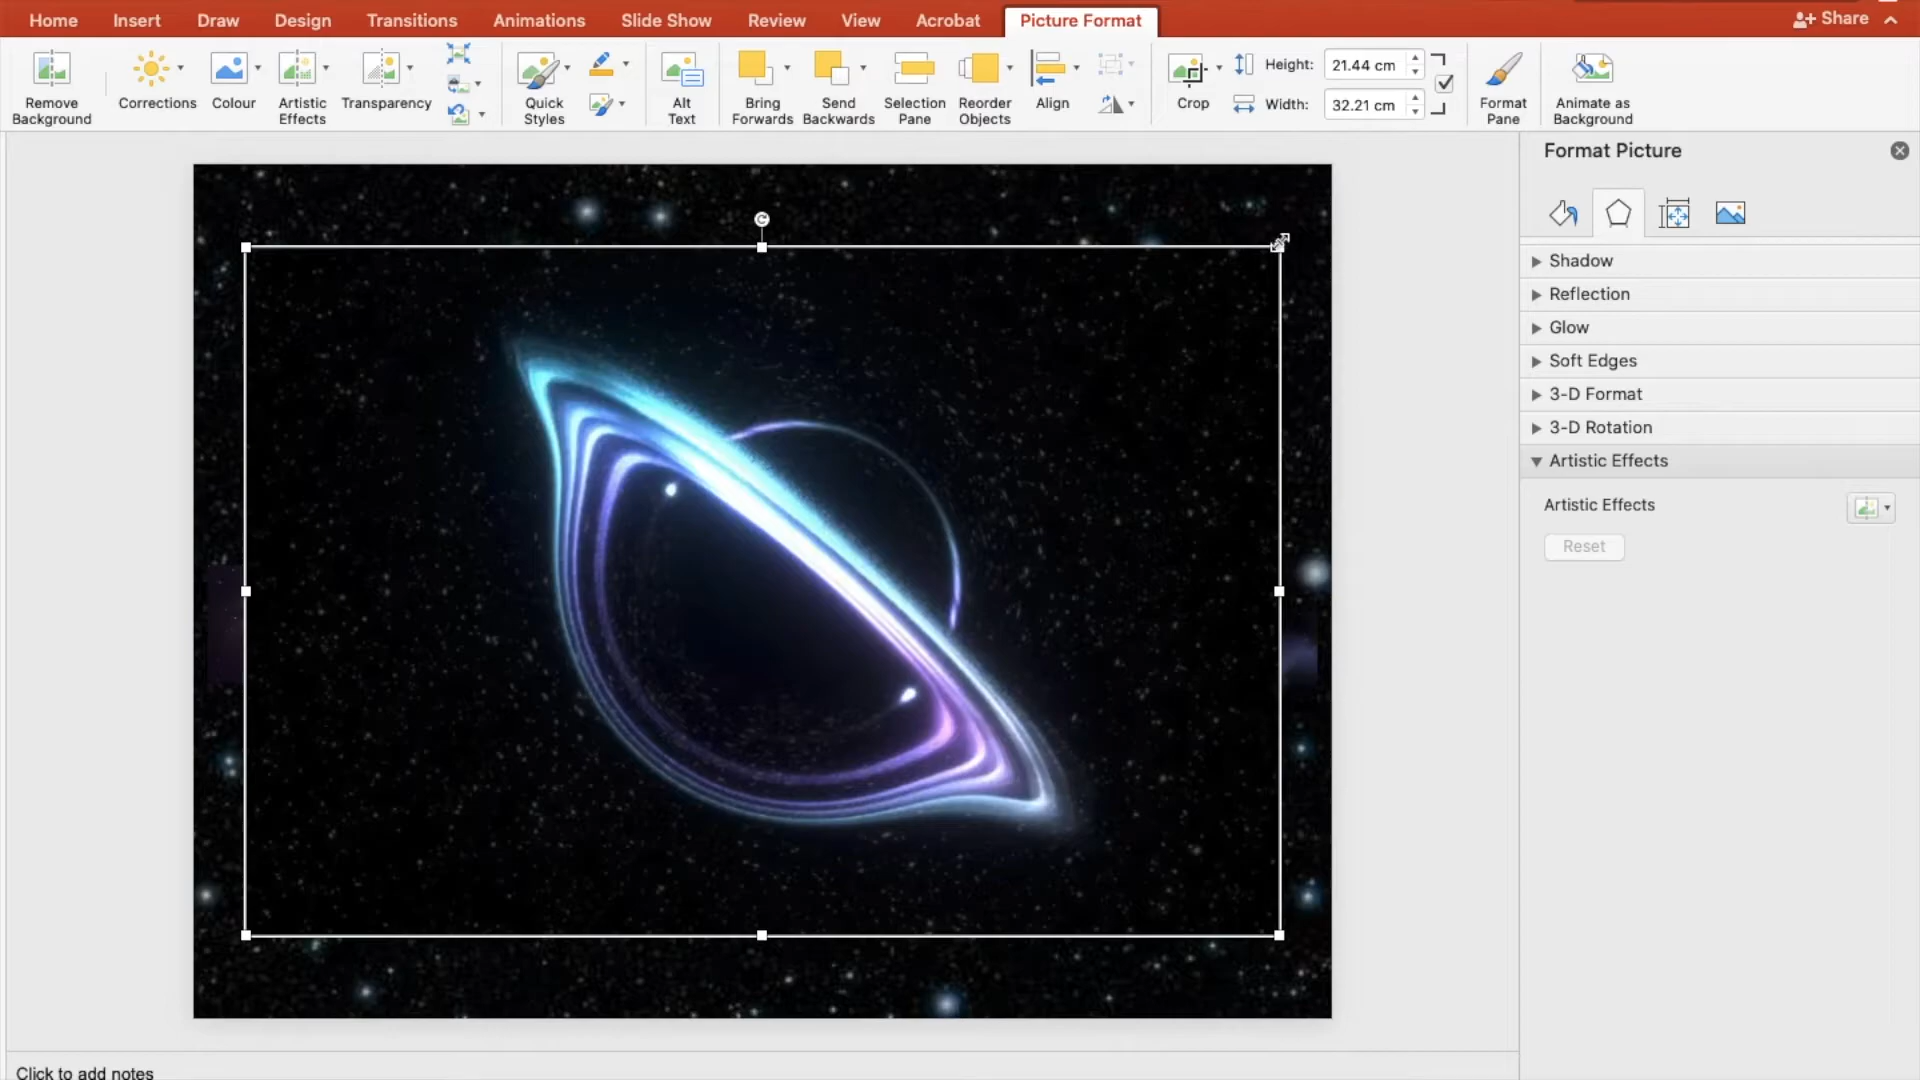 Home Insert Draw Design Transitions Animations Slide Show Review View Acrobat Picture Format Share
Remove Background
Corrections
Colour
Artistic Effects
Transparency
Quick Styles
Alt Text
Bring Forwards
Send Backwards
Selection Pane
Reorder Objects
Align
Crop
Height: 21.44 cm
Width: 32.21 cm
Format Pane
Animate as Background
Format Picture
Shadow
Reflection
Glow
Soft Edges
3-D Format
3-D Rotation
Artistic Effects
Artistic Effects
Reset
Click to add notes